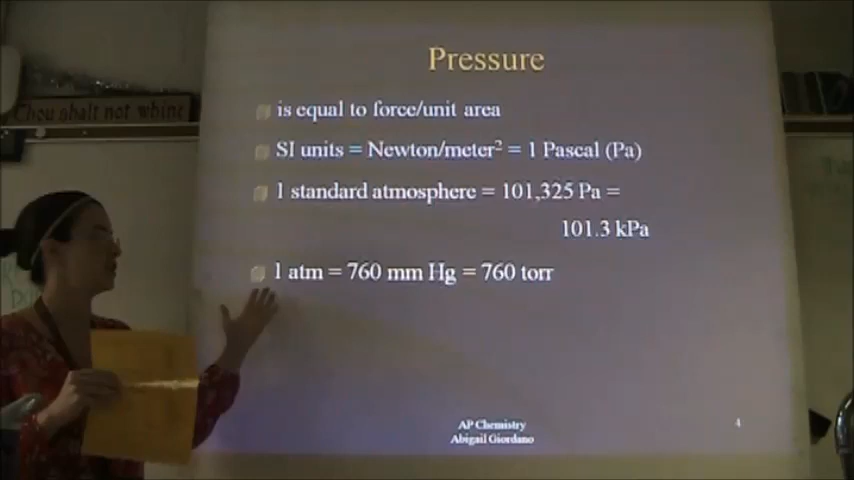 Pressure
is equal to force/unit area
SI units = Newton/meter² = 1 Pascal (Pa)
1 standard atmosphere = 101,325 Pa =
101.3 kPa
1 atm = 760 mm Hg = 760 torr
AP Chemistry
Abigail Giordano
4
Thou shalt not whine